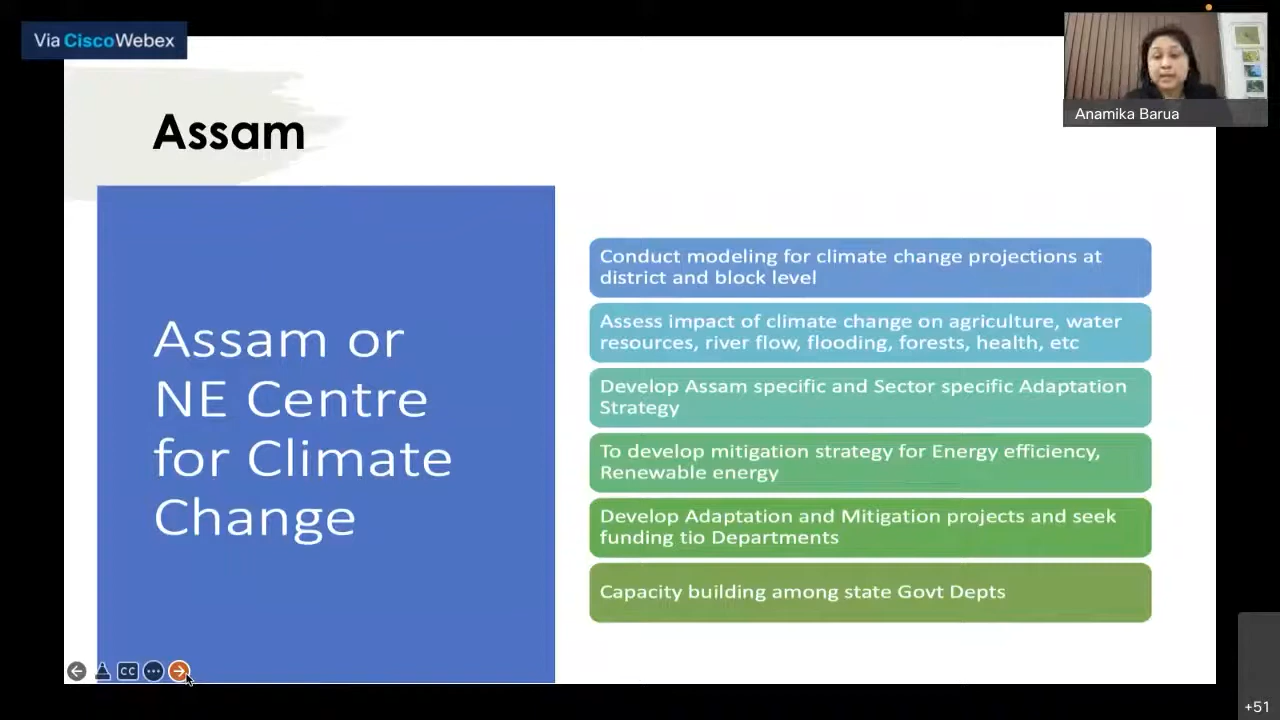 Via Cisco Webex
Anamika Barua
Assam
Assam or
NE Centre
for Climate
Change
Conduct modeling for climate change projections at
district and block level
Assess impact of climate change on agriculture, water
resources, river flow, flooding, forests, health, etc
Develop Assam specific and Sector specific Adaptation
Strategy
To develop mitigation strategy for Energy efficiency,
Renewable energy
Develop Adaptation and Mitigation projects and seek
funding tio Departments
Capacity building among state Govt Depts
CC
+51